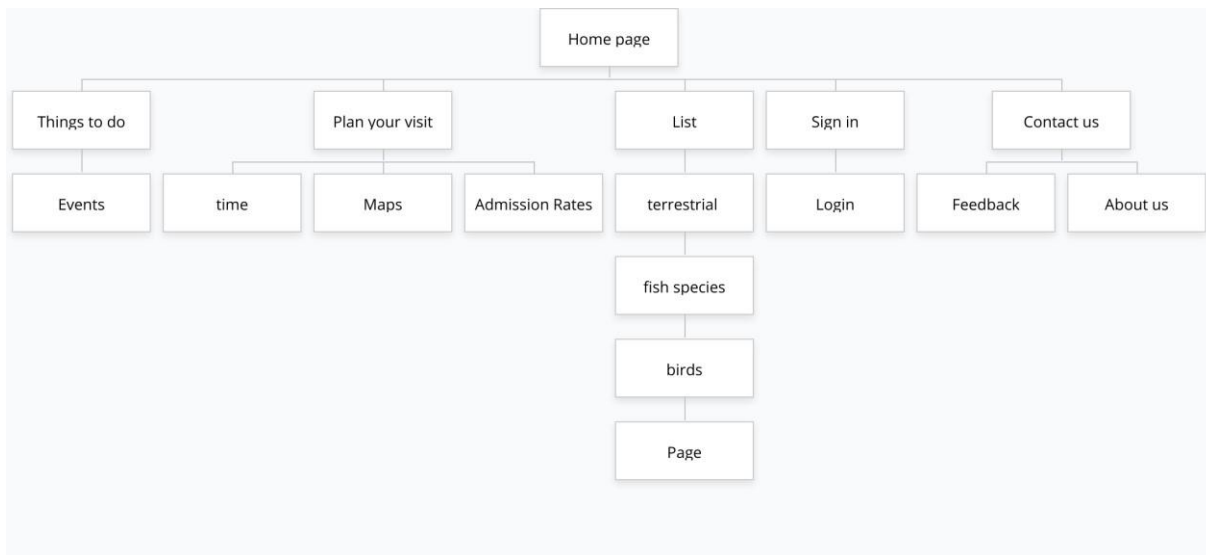 Home page
Things to do
Plan your visit
List
Sign in
Contact us
Events
time
Maps
Admission Rates
terrestrial
Login
Feedback
About us
fish species
birds
Page